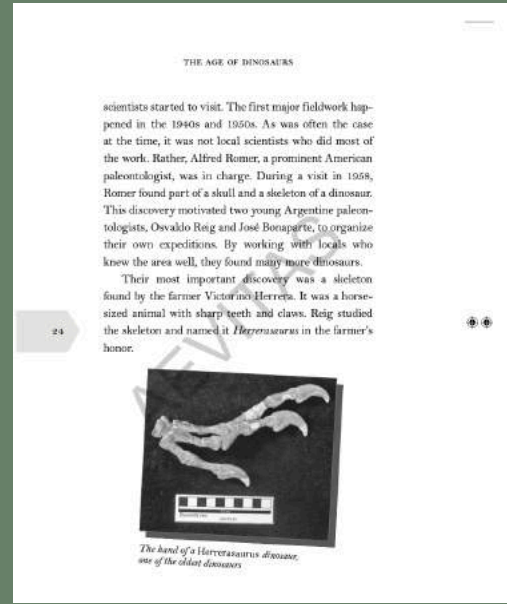 THE AGE OF DINOSAURS
scientists started to visit. The first major fieldwork hap-
pened in the 1940s and 1950s. As was often the case
at the time, it was not local scientists who did most of
the work. Rather, Alfred Romer, a prominent American
paleontologist, was in charge. During a visit in 1958,
Romer found part of a skull and a skeleton of a dinosaur.
This discovery motivated two young Argentine paleon-
tologists, Osvaldo Reig and José Bonaparte, to organize
their own expeditions. By working with locals who
knew the area well, they found many more dinosaurs.
Their most important discovery was a skeleton
found by the farmer Victorino Herrera. It was a horse-
sized animal with sharp teeth and claws. Reig studied
the skeleton and named it Herrerasaurus in the farmer's
honor.
24
AEVITAS
The hand of a Herrerasaurus dinosaur,
one of the oldest dinosaurs